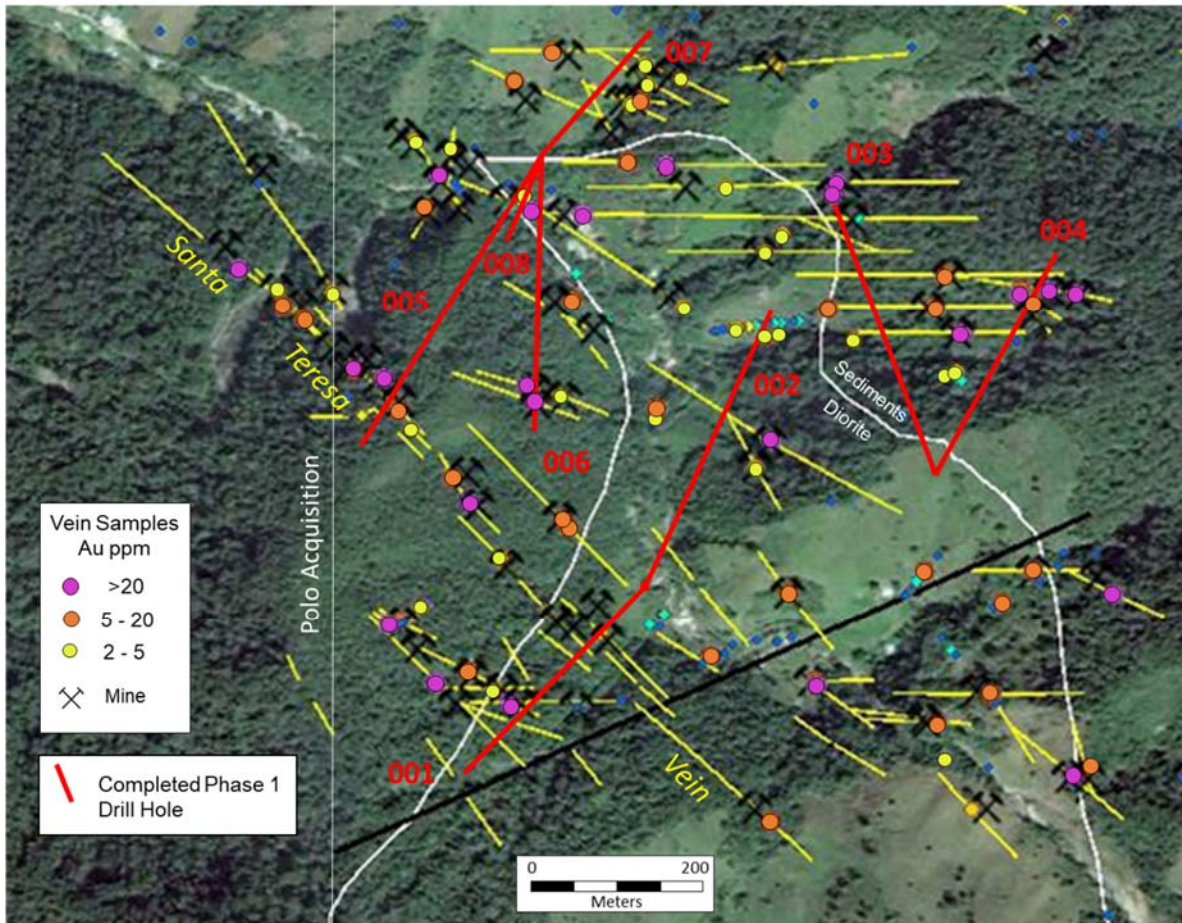 007
003
004
Santa
008
005
Teresa
002
Sediments
Diorite
006
Polo Acquisition
Vein Samples
Au ppm
>20
5 - 20
2 - 5
Mine
Completed Phase 1
Drill Hole
001
Vein
0 200
Meters